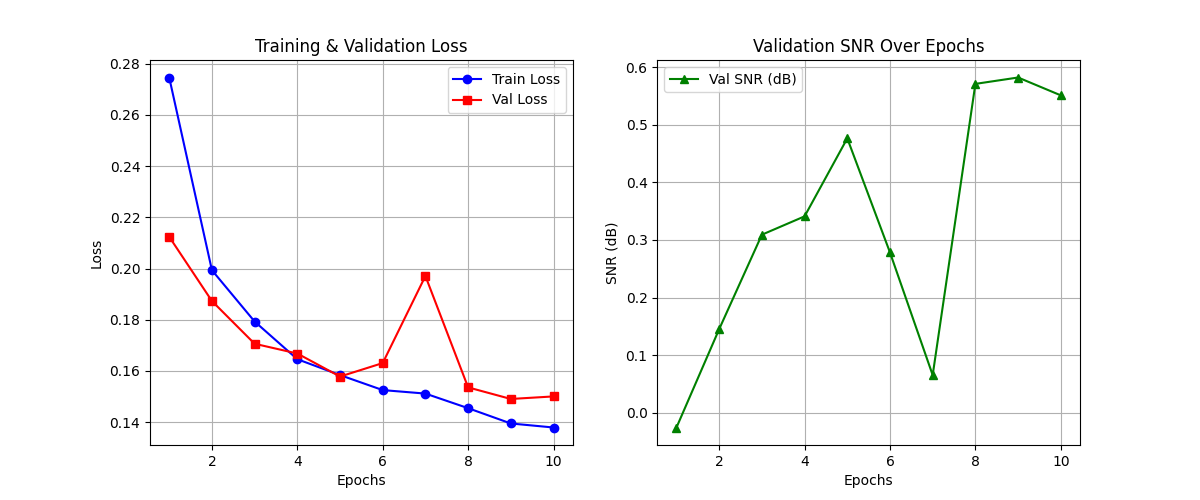 Training & Validation Loss
Train Loss
Val Loss
Loss
0.28
0.26
0.24
0.22
0.20
0.18
0.16
0.14
2 4 6 8 10
Epochs
Validation SNR Over Epochs
Val SNR (dB)
SNR (dB)
0.6
0.5
0.4
0.3
0.2
0.1
0.0
2 4 6 8 10
Epochs